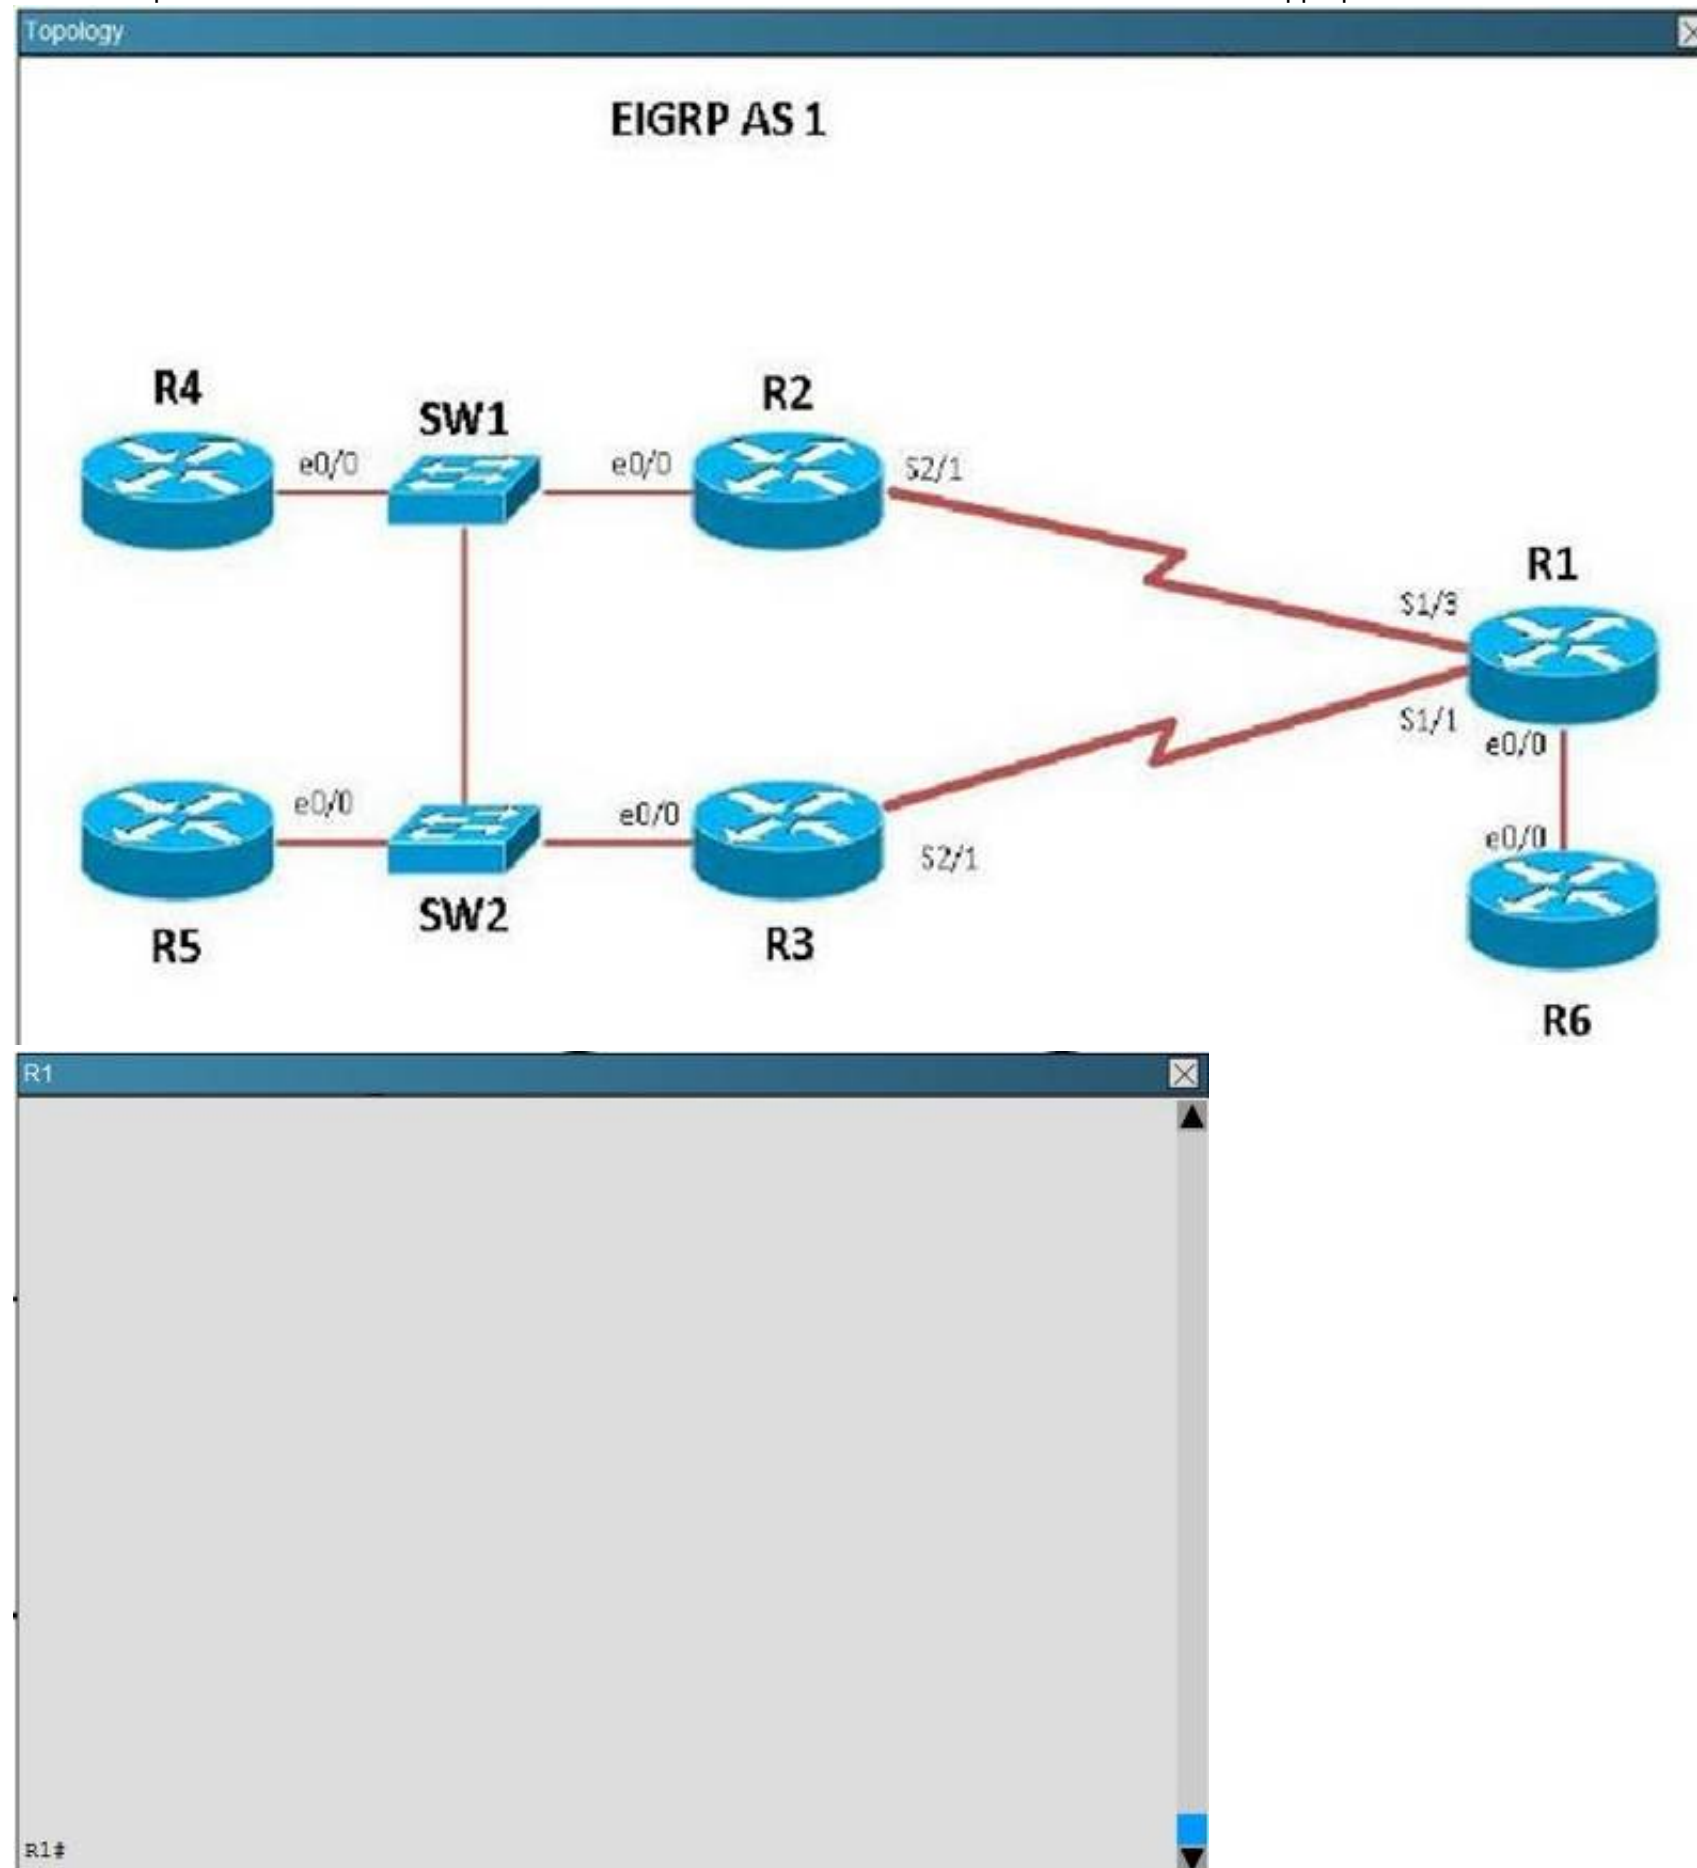 Topology
EIGRP AS 1
R4
SW1
R2
e0/0
e0/0
S2/1
R1
S1/3
S1/1
e0/0
e0/0
e0/0
e0/0
S2/1
R5
SW2
R3
R6
R1
R1#